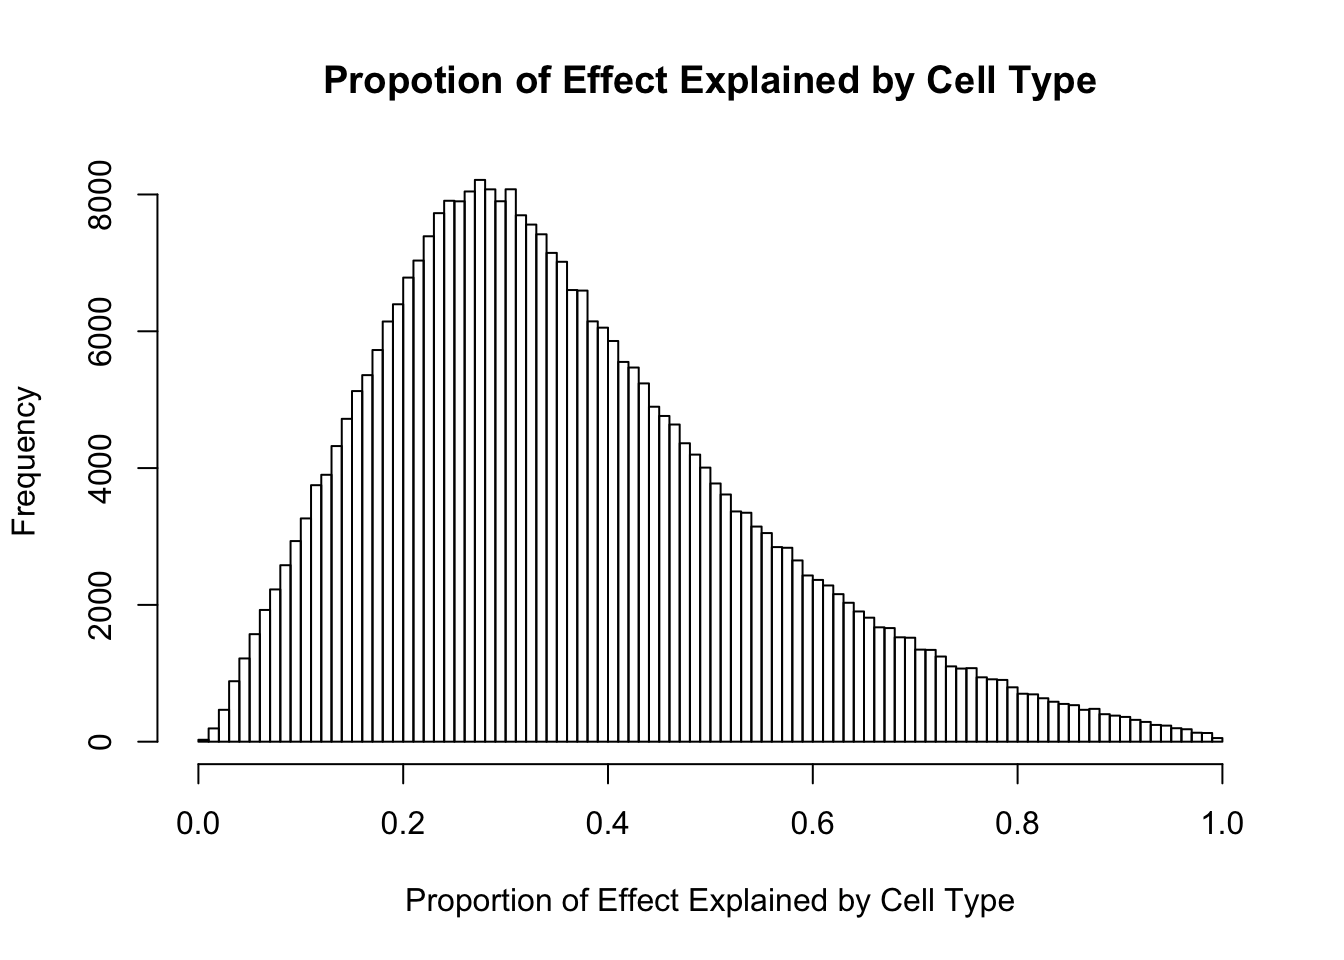 Propotion of Effect Explained by Cell Type
Frequency
8000
6000
4000
2000
0
0.0 0.2 0.4 0.6 0.8 1.0
Proportion of Effect Explained by Cell Type